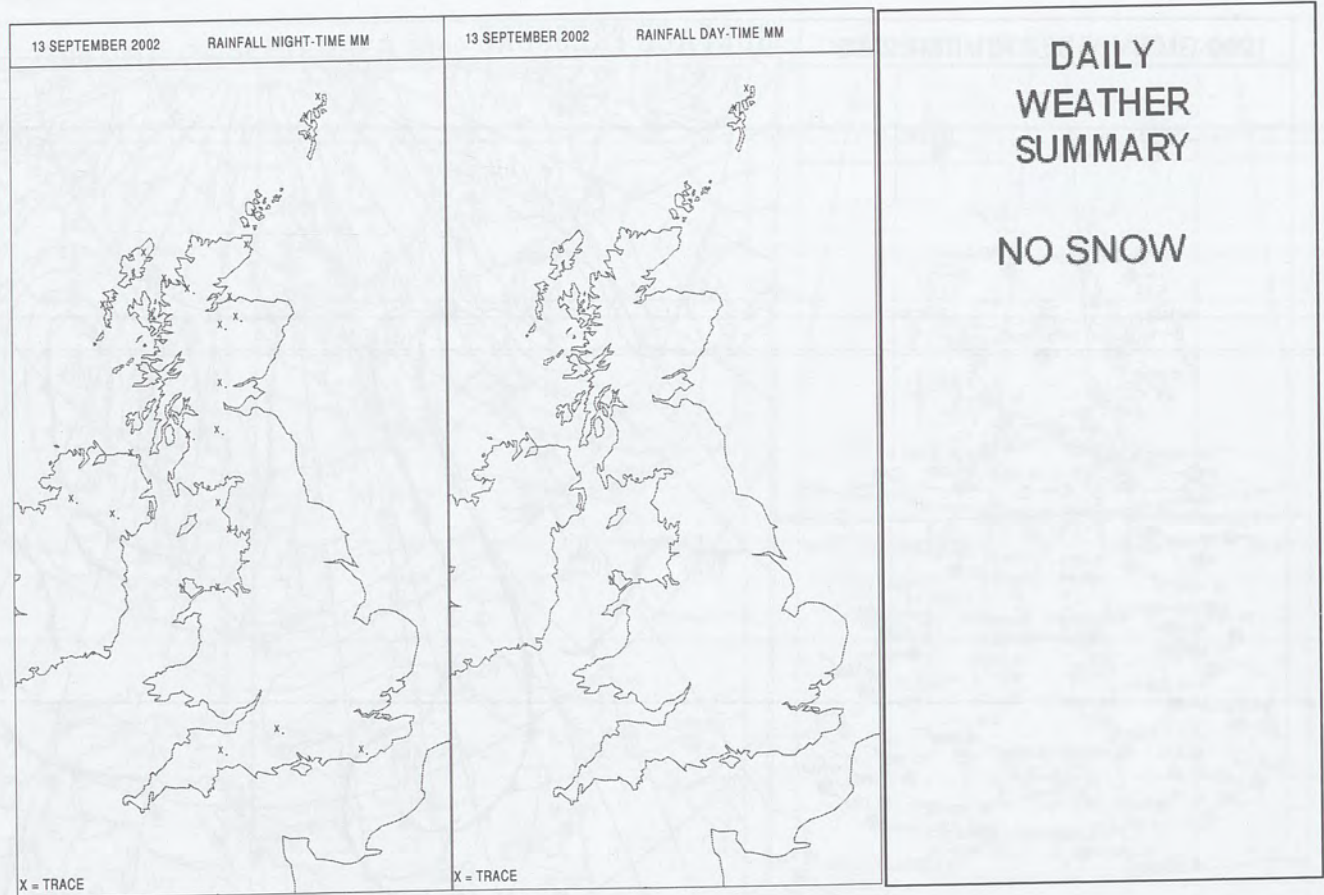 13 SEPTEMBER 2002 RAINFALL NIGHT-TIME MM
X = TRACE
13 SEPTEMBER 2002 RAINFALL DAY-TIME MM
X = TRACE
DAILY
WEATHER
SUMMARY
NO SNOW